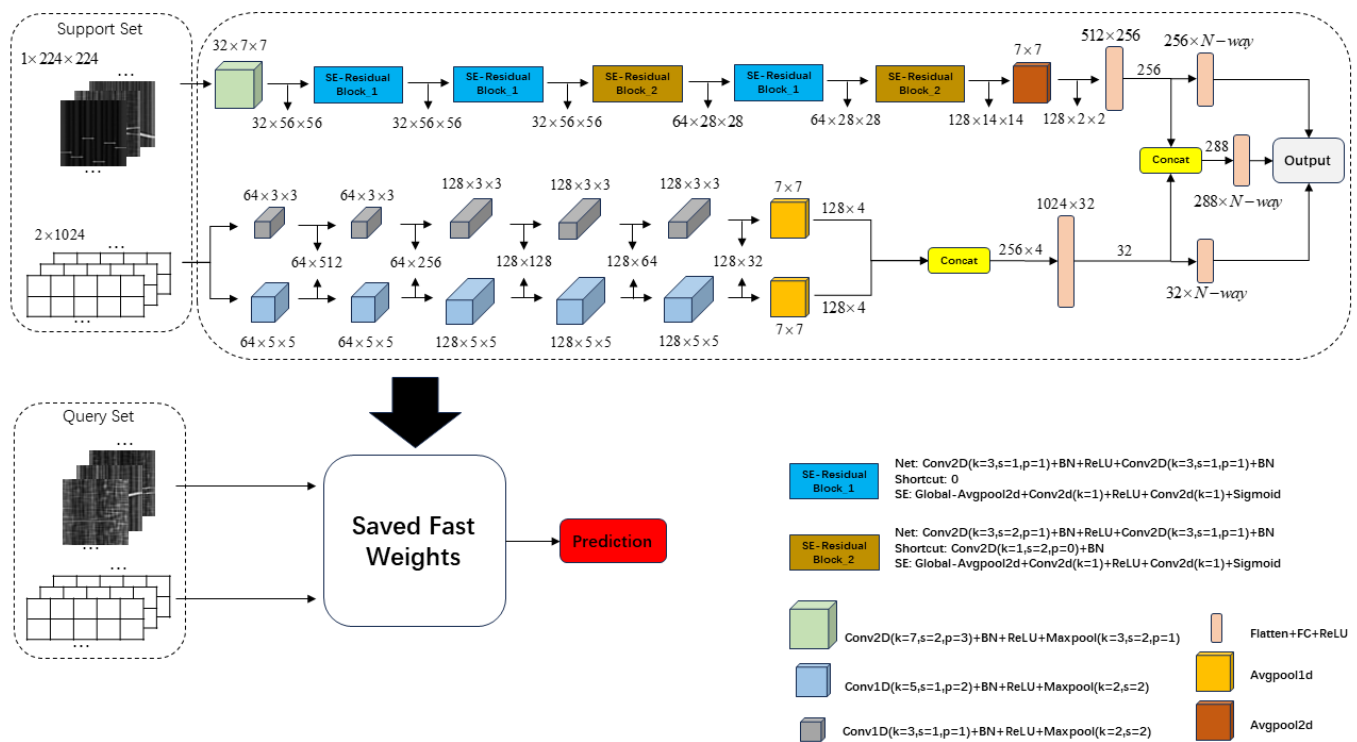 Support Set
1×224×224
...
...
2×1024
...
...
32×7×7
32×56×56
SE-Residual
Block_1
32×56×56
SE-Residual
Block_1
32×56×56
SE-Residual
Block_2
64×28×28
SE-Residual
Block_1
64×28×28
SE-Residual
Block_2
128×14×14
7×7
128×2×2
512×256
256
256×N−way
Concat
288
288×N−way
Output
64×3×3
64×3×3
128×3×3
128×3×3
128×3×3
7×7
128×4
64×512
64×256
128×128
128×64
128×32
64×5×5
64×5×5
128×5×5
128×5×5
128×5×5
7×7
128×4
Concat
256×4
1024×32
32
32×N−way
Query Set
...
...
...
...
Saved Fast
Weights
Prediction
SE-Residual
Block_1
Net: Conv2D(k=3,s=1,p=1)+BN+ReLU+Conv2D(k=3,s=1,p=1)+BN
Shortcut: 0
SE: Global-Avgpool2d+Conv2d(k=1)+ReLU+Conv2d(k=1)+Sigmoid
SE-Residual
Block_2
Net: Conv2D(k=3,s=2,p=1)+BN+ReLU+Conv2D(k=3,s=1,p=1)+BN
Shortcut: Conv2D(k=1,s=2,p=0)+BN
SE: Global-Avgpool2d+Conv2d(k=1)+ReLU+Conv2d(k=1)+Sigmoid
Conv2D(k=7,s=2,p=3)+BN+ReLU+Maxpool(k=3,s=2,p=1)
Conv1D(k=5,s=1,p=2)+BN+ReLU+Maxpool(k=2,s=2)
Conv1D(k=3,s=1,p=1)+BN+ReLU+Maxpool(k=2,s=2)
Flatten+FC+ReLU
Avgpool1d
Avgpool2d